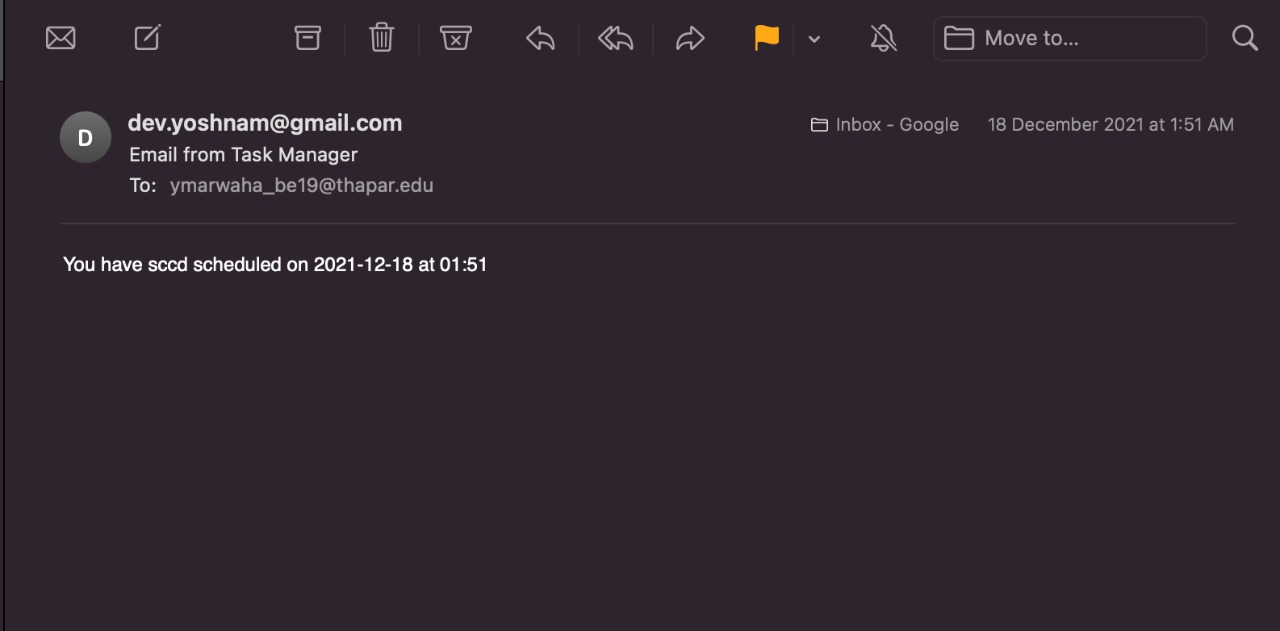 Move to...
D
dev.yoshnam@gmail.com
Inbox - Google 18 December 2021 at 1:51 AM
Email from Task Manager
To: ymarwaha_be19@thapar.edu
You have sccd scheduled on 2021-12-18 at 01:51